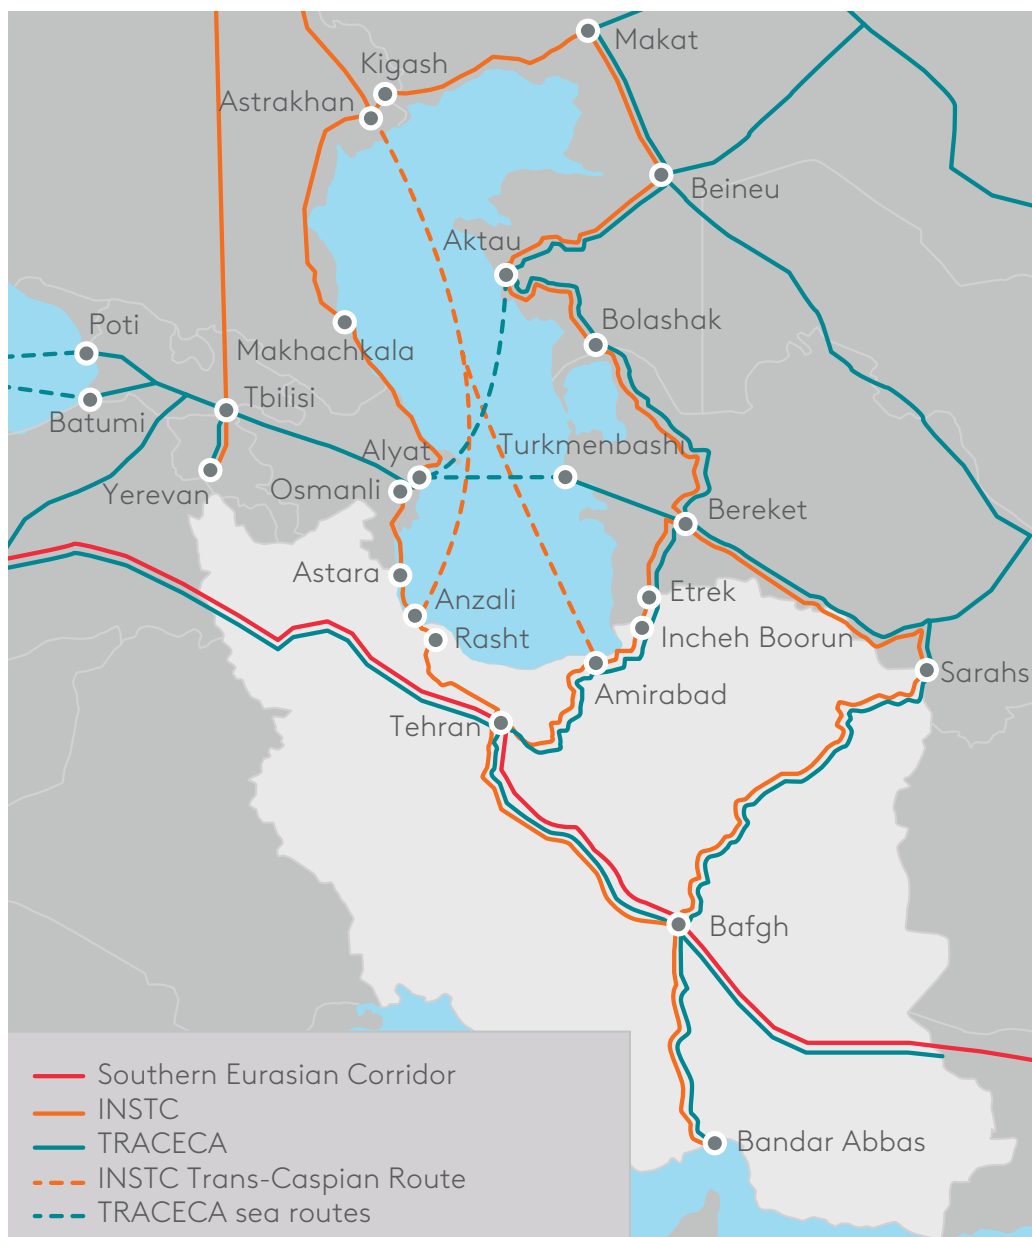 Makat
Kigash
Astrakhan
Beineu
Aktau
Poti
Bolashak
Makhachkala
Tbilisi
Batumi
Alyat
Turkmenbashi
Yerevan
Osmanli
Bereket
Astara
Etrek
Anzali
Rasht
Incheh Boorun
Sarahs
Amirabad
Tehran
Bafgh
Southern Eurasian Corridor
INSTC
TRACECA
Bandar Abbas
INSTC Trans-Caspian Route
TRACECA sea routes